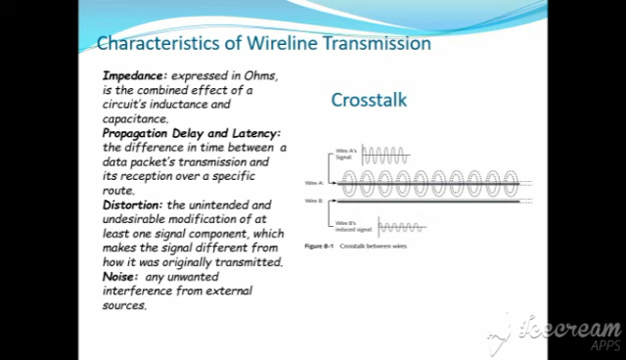 Characteristics of Wireline Transmission
Impedance: expressed in Ohms,
is the combined effect of a
circuit's inductance and
capacitance.
Propagation Delay and Latency:
the difference in time between a
data packet's transmission and
its reception over a specific
route.
Distortion: the unintended and
undesirable modification of at
least one signal component, which
makes the signal different from
how it was originally transmitted.
Noise: any unwanted
interference from external
sources.
Crosstalk
Wire A's
Signal
Wire A
Wire B
Wire B's
induced signal
Figure 8-1 Crosstalk between wires
Icecream
APPS